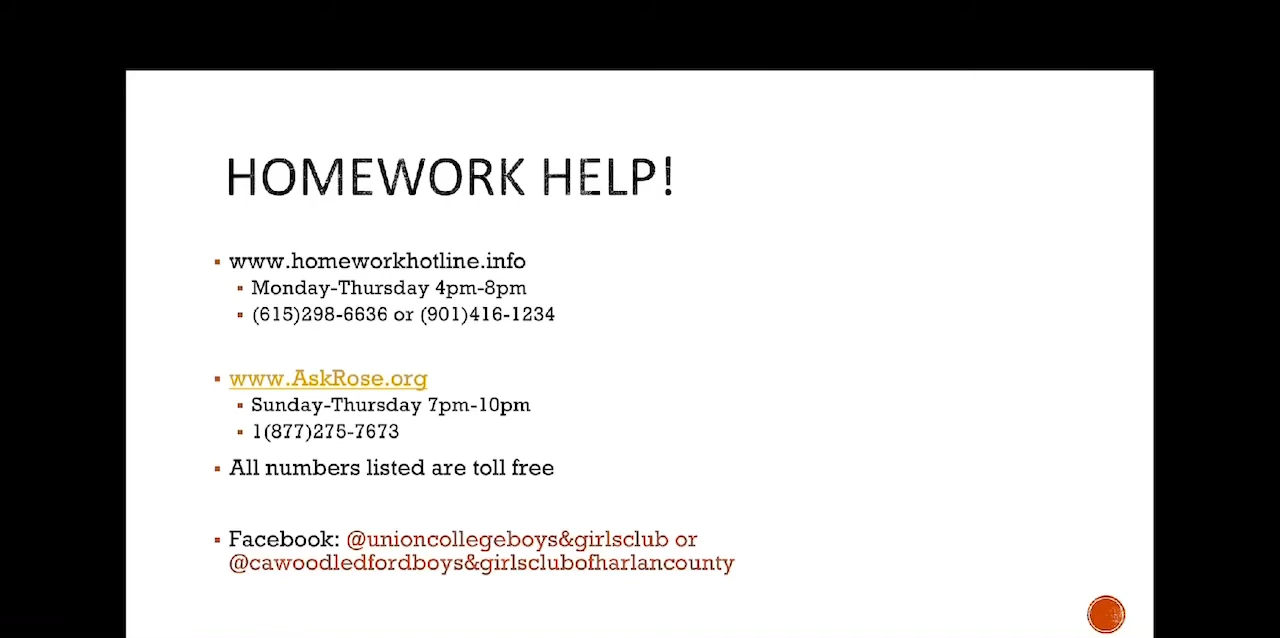 HOMEWORK HELP!
www.homeworkhotline.info
Monday-Thursday 4pm-8pm
(615)298-6636 or (901)416-1234
www.AskRose.org
Sunday-Thursday 7pm-10pm
1(877)275-7673
All numbers listed are toll free
Facebook: @unioncollegeboys&girlsclub or
@cawoodledfordboys&girlsclubofharlancounty